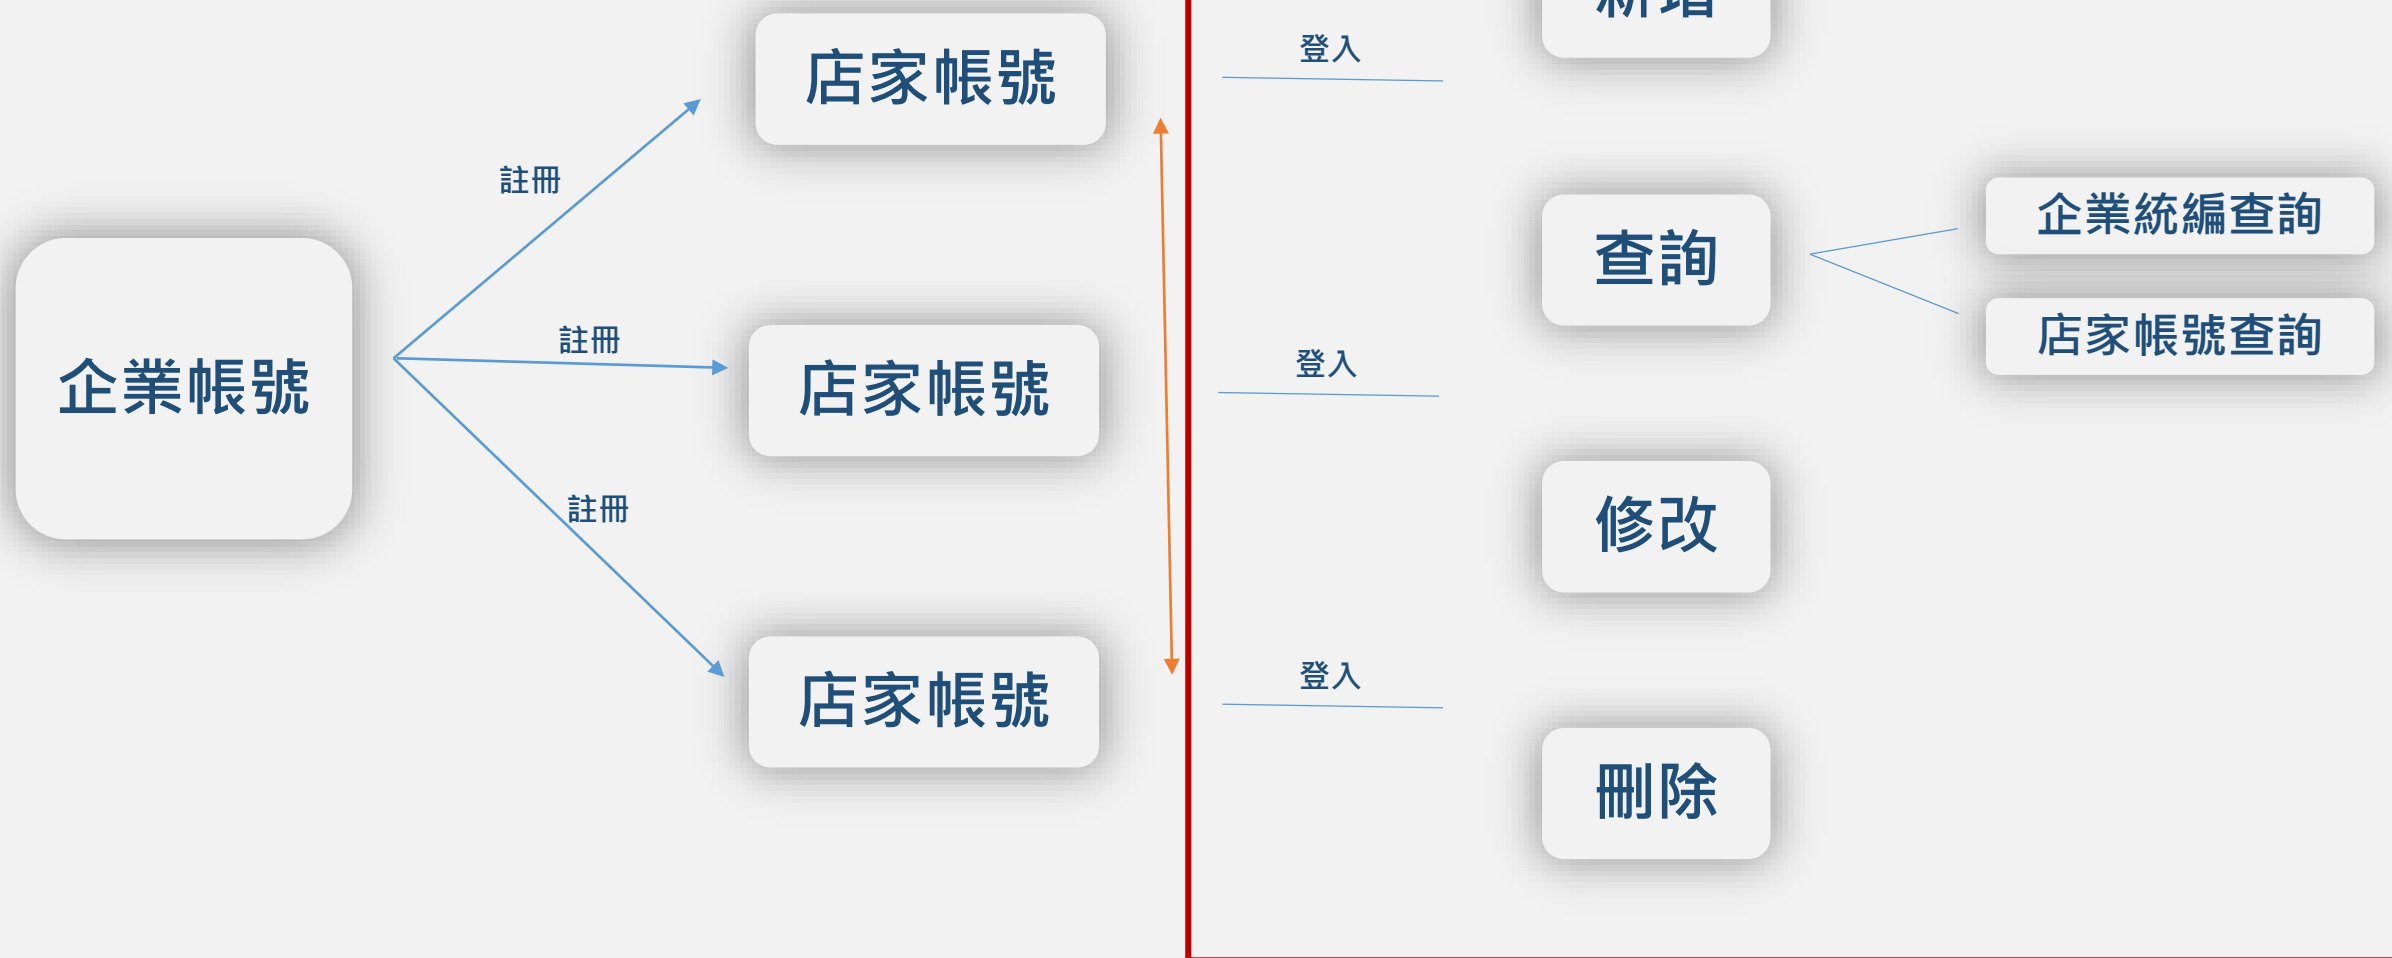 店家帳號
登入
新增
註冊
企業帳號
註冊
店家帳號
登入
查詢
企業統編查詢
店家帳號查詢
註冊
修改
店家帳號
登入
刪除